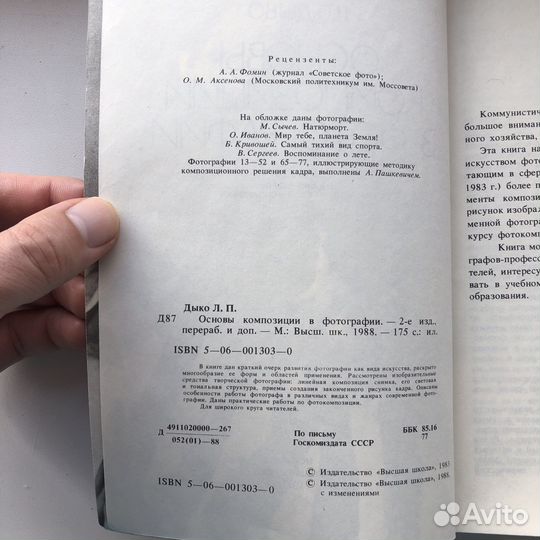 Рецензенты:
А. А. Фомин (журнал «Советское фото»);
О. М. Аксенова (Московский политехникум им. Моссовета)
На обложке даны фотографии:
М. Сычев. Натюрморт.
О. Иванов. Мир тебе, планета Земля!
Б. Кривошей. Самый тихий вид спорта.
В. Сергеев. Воспоминание о лете.
Фотографии 13—52 и 65—77, иллюстрирующие методику
композиционного решения кадра, выполнены А. Пашкевичем.
Дыко Л. П.
Д87 Основы композиции в фотографии. — 2-е изд.,
перераб. и доп. — М.: Высш. шк., 1988. — 175 с.: ил.
ISBN 5—06—001303—0
В книге дан краткий очерк развития фотографии как вида искусства, раскрыто
многообразие ее форм и областей применения. Рассмотрены изобразительные
средства творческой фотографии: линейная композиция снимка, его световая
и тональная структура, приемы создания законченного рисунка кадра. Описаны
особенности работы фотографа в различных видах и жанрах современной фотогра-
фии. Даны практические работы по фотокомпозиции.
Для широкого круга читателей.
Д 4911020000—267 По письму ББК 85.16
052(01)—88 Госкомиздата СССР 77
© Издательство «Высшая школа», 1983
ISBN 5—06—001303—0 © Издательство «Высшая школа», 1988,
с изменениями
Коммунистич
большое вниман
ного хозяйства,
Эта книга на
искусством фото
тающим в сфер
1983 г.) более п
менты компози
рисунок изобрал
менной фотогра
курсу фотокомп
Книга мо
графов-професс
телей, интересу
вать в учебном
образования.
Avito